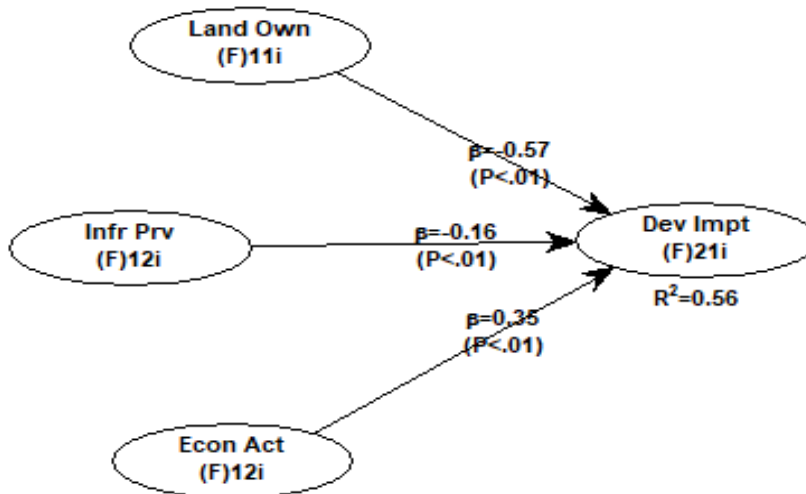 Land Own
(F)11i
β=-0.57
(P<.01)
Infr Prv
(F)12i
β=-0.16
(P<.01)
Dev Impt
(F)21i
R²=0.56
β=0.35
(P<.01)
Econ Act
(F)12i